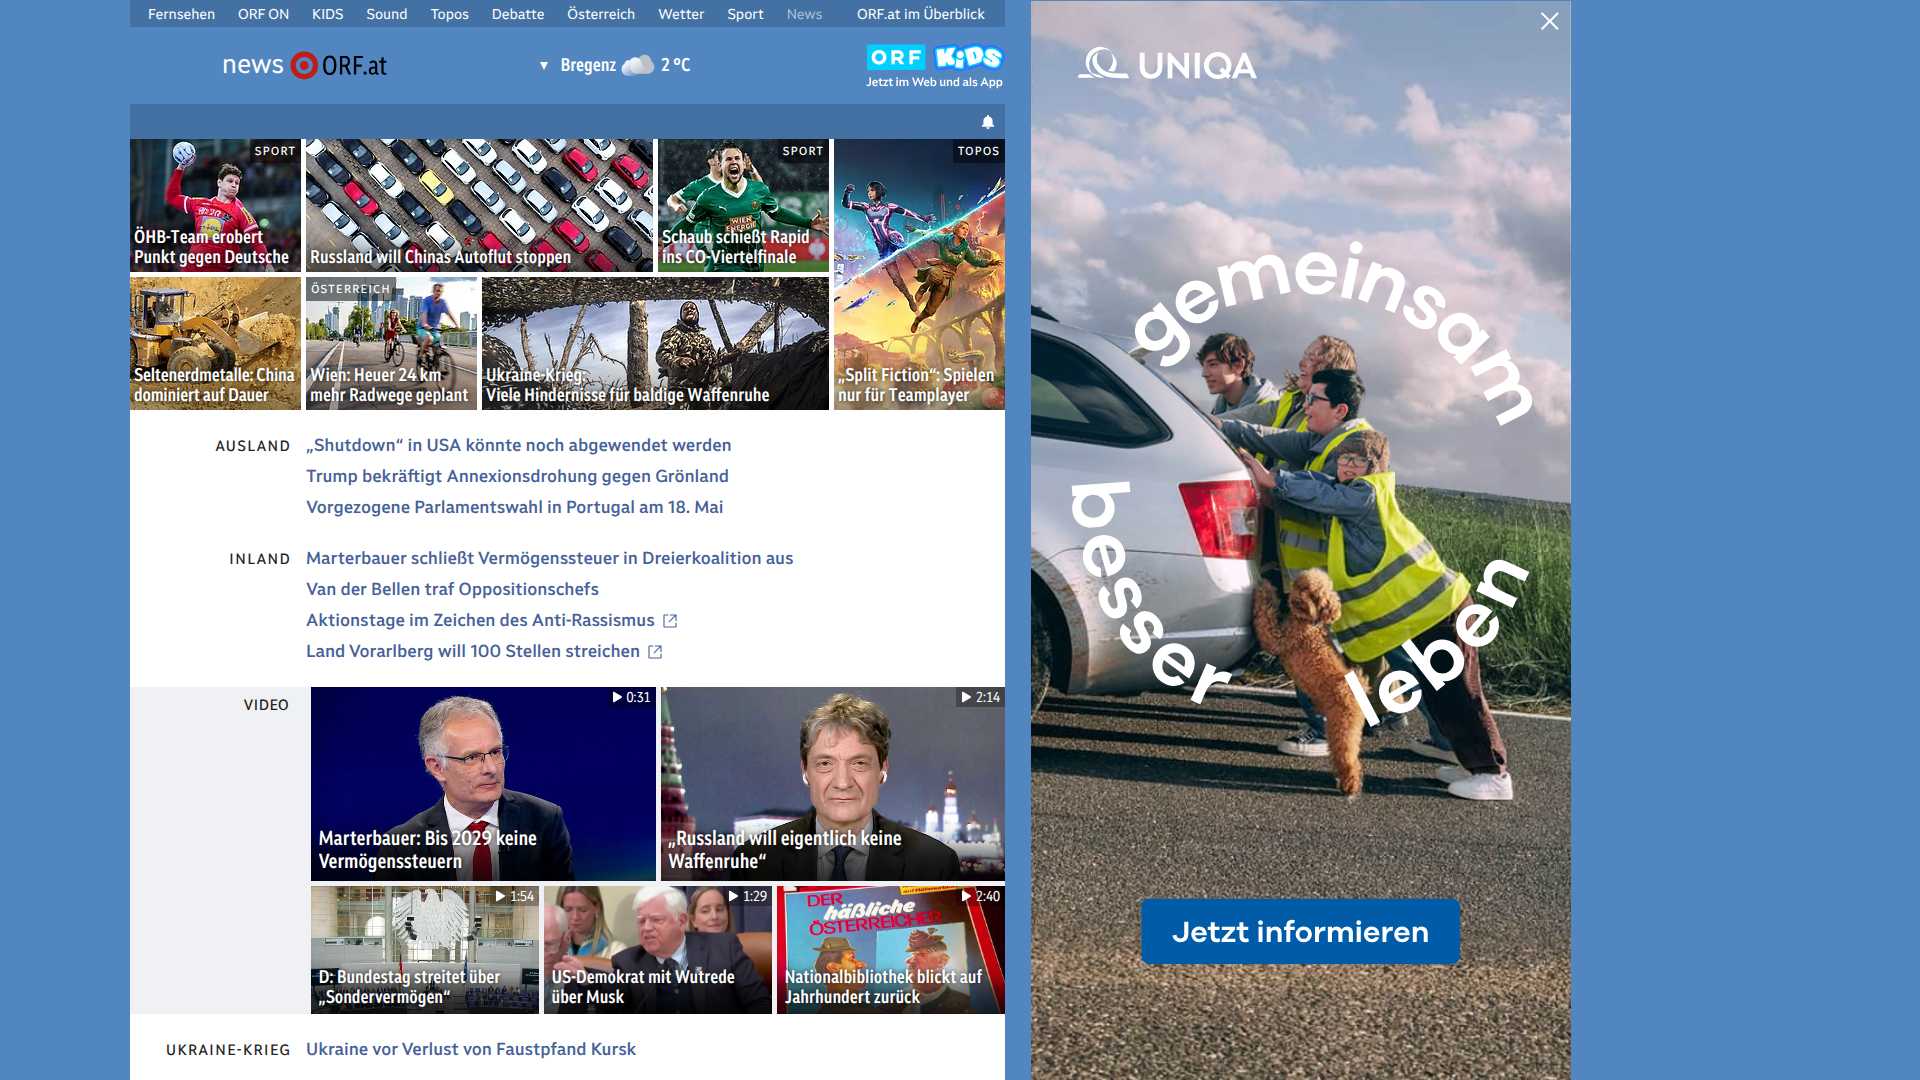 Fernsehen ORF ON KIDS Sound Topos Debatte Österreich Wetter Sport News ORF.at im Überblick
news ORF.at
▼ Bregenz 2 °C
ORF KiDS
Jetzt im Web und als App
SPORT
ÖHB-Team erobert
Punkt gegen Deutsche
Russland will Chinas Autoflut stoppen
SPORT
WIEN
ENERGIE
Schaub schießt Rapid
ins CO-Viertelfinale
TOPOS
„Split Fiction“: Spielen
nur für Teamplayer
Seltenerdmetalle: China
dominiert auf Dauer
ÖSTERREICH
Wien: Heuer 24 km
mehr Radwege geplant
Ukraine-Krieg:
Viele Hindernisse für baldige Waffenruhe
AUSLAND
„Shutdown“ in USA könnte noch abgewendet werden
Trump bekräftigt Annexionsdrohung gegen Grönland
Vorgezogene Parlamentswahl in Portugal am 18. Mai
INLAND
Marterbauer schließt Vermögenssteuer in Dreierkoalition aus
Van der Bellen traf Oppositionschefs
Aktionstage im Zeichen des Anti-Rassismus
Land Vorarlberg will 100 Stellen streichen
VIDEO
0:31
Marterbauer: Bis 2029 keine
Vermögenssteuern
2:14
„Russland will eigentlich keine
Waffenruhe“
1:54
D: Bundestag streitet über
„Sondervermögen“
1:29
US-Demokrat mit Wutrede
über Musk
2:40
DER
häßliche
ÖSTERREICHER
Nationalbibliothek blickt auf
Jahrhundert zurück
UKRAINE-KRIEG
Ukraine vor Verlust von Faustpfand Kursk
UNIQA
gemeinsam
besser
leben
Jetzt informieren